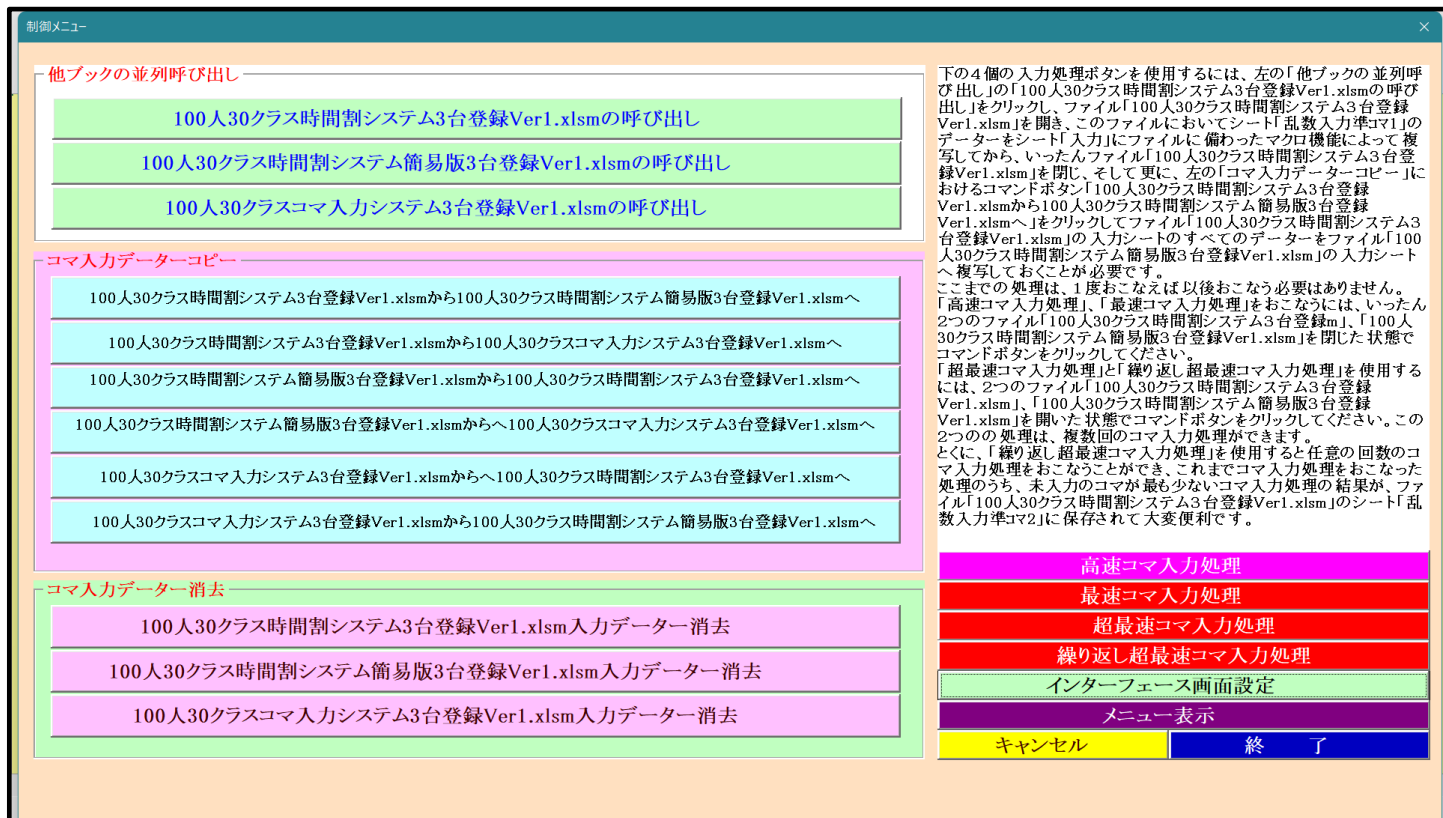 制御メニュー
他ブックの並列呼び出し
100人30クラス時間割システム3台登録Ver1.xlsmの呼び出し
100人30クラス時間割システム簡易版3台登録Ver1.xlsmの呼び出し
100人30クラスコマ入力システム3台登録Ver1.xlsmの呼び出し
コマ入力データーコピー
100人30クラス時間割システム3台登録Ver1.xlsmから100人30クラス時間割システム簡易版3台登録Ver1.xlsmへ
100人30クラス時間割システム3台登録Ver1.xlsmから100人30クラスコマ入力システム3台登録Ver1.xlsmへ
100人30クラス時間割システム簡易版3台登録Ver1.xlsmから100人30クラス時間割システム3台登録Ver1.xlsmへ
100人30クラス時間割システム簡易版3台登録Ver1.xlsmからへ100人30クラスコマ入力システム3台登録Ver1.xlsmへ
100人30クラスコマ入力システム3台登録Ver1.xlsmからへ100人30クラス時間割システム3台登録Ver1.xlsmへ
100人30クラスコマ入力システム3台登録Ver1.xlsmから100人30クラス時間割システム簡易版3台登録Ver1.xlsmへ
コマ入力データー消去
100人30クラス時間割システム3台登録Ver1.xlsm入力データー消去
100人30クラス時間割システム簡易版3台登録Ver1.xlsm入力データー消去
100人30クラスコマ入力システム3台登録Ver1.xlsm入力データー消去
下の4個の入力処理ボタンを使用するには、左の「他ブックの並列呼
び出し」の「100人30クラス時間割システム3台登録Ver1.xlsmの呼び
出し」をクリックし、ファイル「100人30クラス時間割システム3台登録
Ver1.xlsm」を開き、このファイルにおいてシート「乱数入力準コマ1」の
データーをシート「入力」にファイルに備わったマクロ機能によって複
写してから、いったんファイル「100人30クラス時間割システム3台登
録Ver1.xlsm」を閉じ、そして更に、左の「コマ入力データーコピー」に
おけるコマンドボタン「100人30クラス時間割システム3台登録
Ver1.xlsmから100人30クラス時間割システム簡易版3台登録
Ver1.xlsmへ」をクリックしてファイル「100人30クラス時間割システム3
台登録Ver1.xlsm」の入力シートのすべてのデーターをファイル「100
人30クラス時間割システム簡易版3台登録Ver1.xlsm」の入力シート
へ複写しておくことが必要です。
ここまでの処理は、1度おこなえば以後おこなう必要はありません。
「高速コマ入力処理」、「最速コマ入力処理」をおこなうには、いったん
2つのファイル「100人30クラス時間割システム3台登録m」、「100人
30クラス時間割システム簡易版3台登録Ver1.xlsm」を閉じた状態で
コマンドボタンをクリックしてください。
「超最速コマ入力処理」と「繰り返し超最速コマ入力処理」を使用する
には、2つのファイル「100人30クラス時間割システム3台登録
Ver1.xlsm」、「100人30クラス時間割システム簡易版3台登録
Ver1.xlsm」を開いた状態でコマンドボタンをクリックしてください。この
2つのの処理は、複数回のコマ入力処理ができます。
とくに、「繰り返し超最速コマ入力処理」を使用すると任意の回数のコ
マ入力処理をおこなうことができ、これまでコマ入力処理をおこなった
処理のうち、未入力のコマが最も少ないコマ入力処理の結果が、ファ
イル「100人30クラス時間割システム3台登録Ver1.xlsm」のシート「乱
数入力準コマ2」に保存されて大変便利です。
高速コマ入力処理
最速コマ入力処理
超最速コマ入力処理
繰り返し超最速コマ入力処理
インターフェース画面設定
メニュー表示
キャンセル
終 了